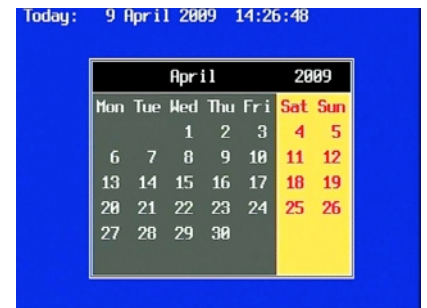 Today: 9 April 2009 14:26:48
April 2009
Mon Tue Wed Thu Fri Sat Sun
1 2 3 4 5
6 7 8 9 10 11 12
13 14 15 16 17 18 19
20 21 22 23 24 25 26
27 28 29 30